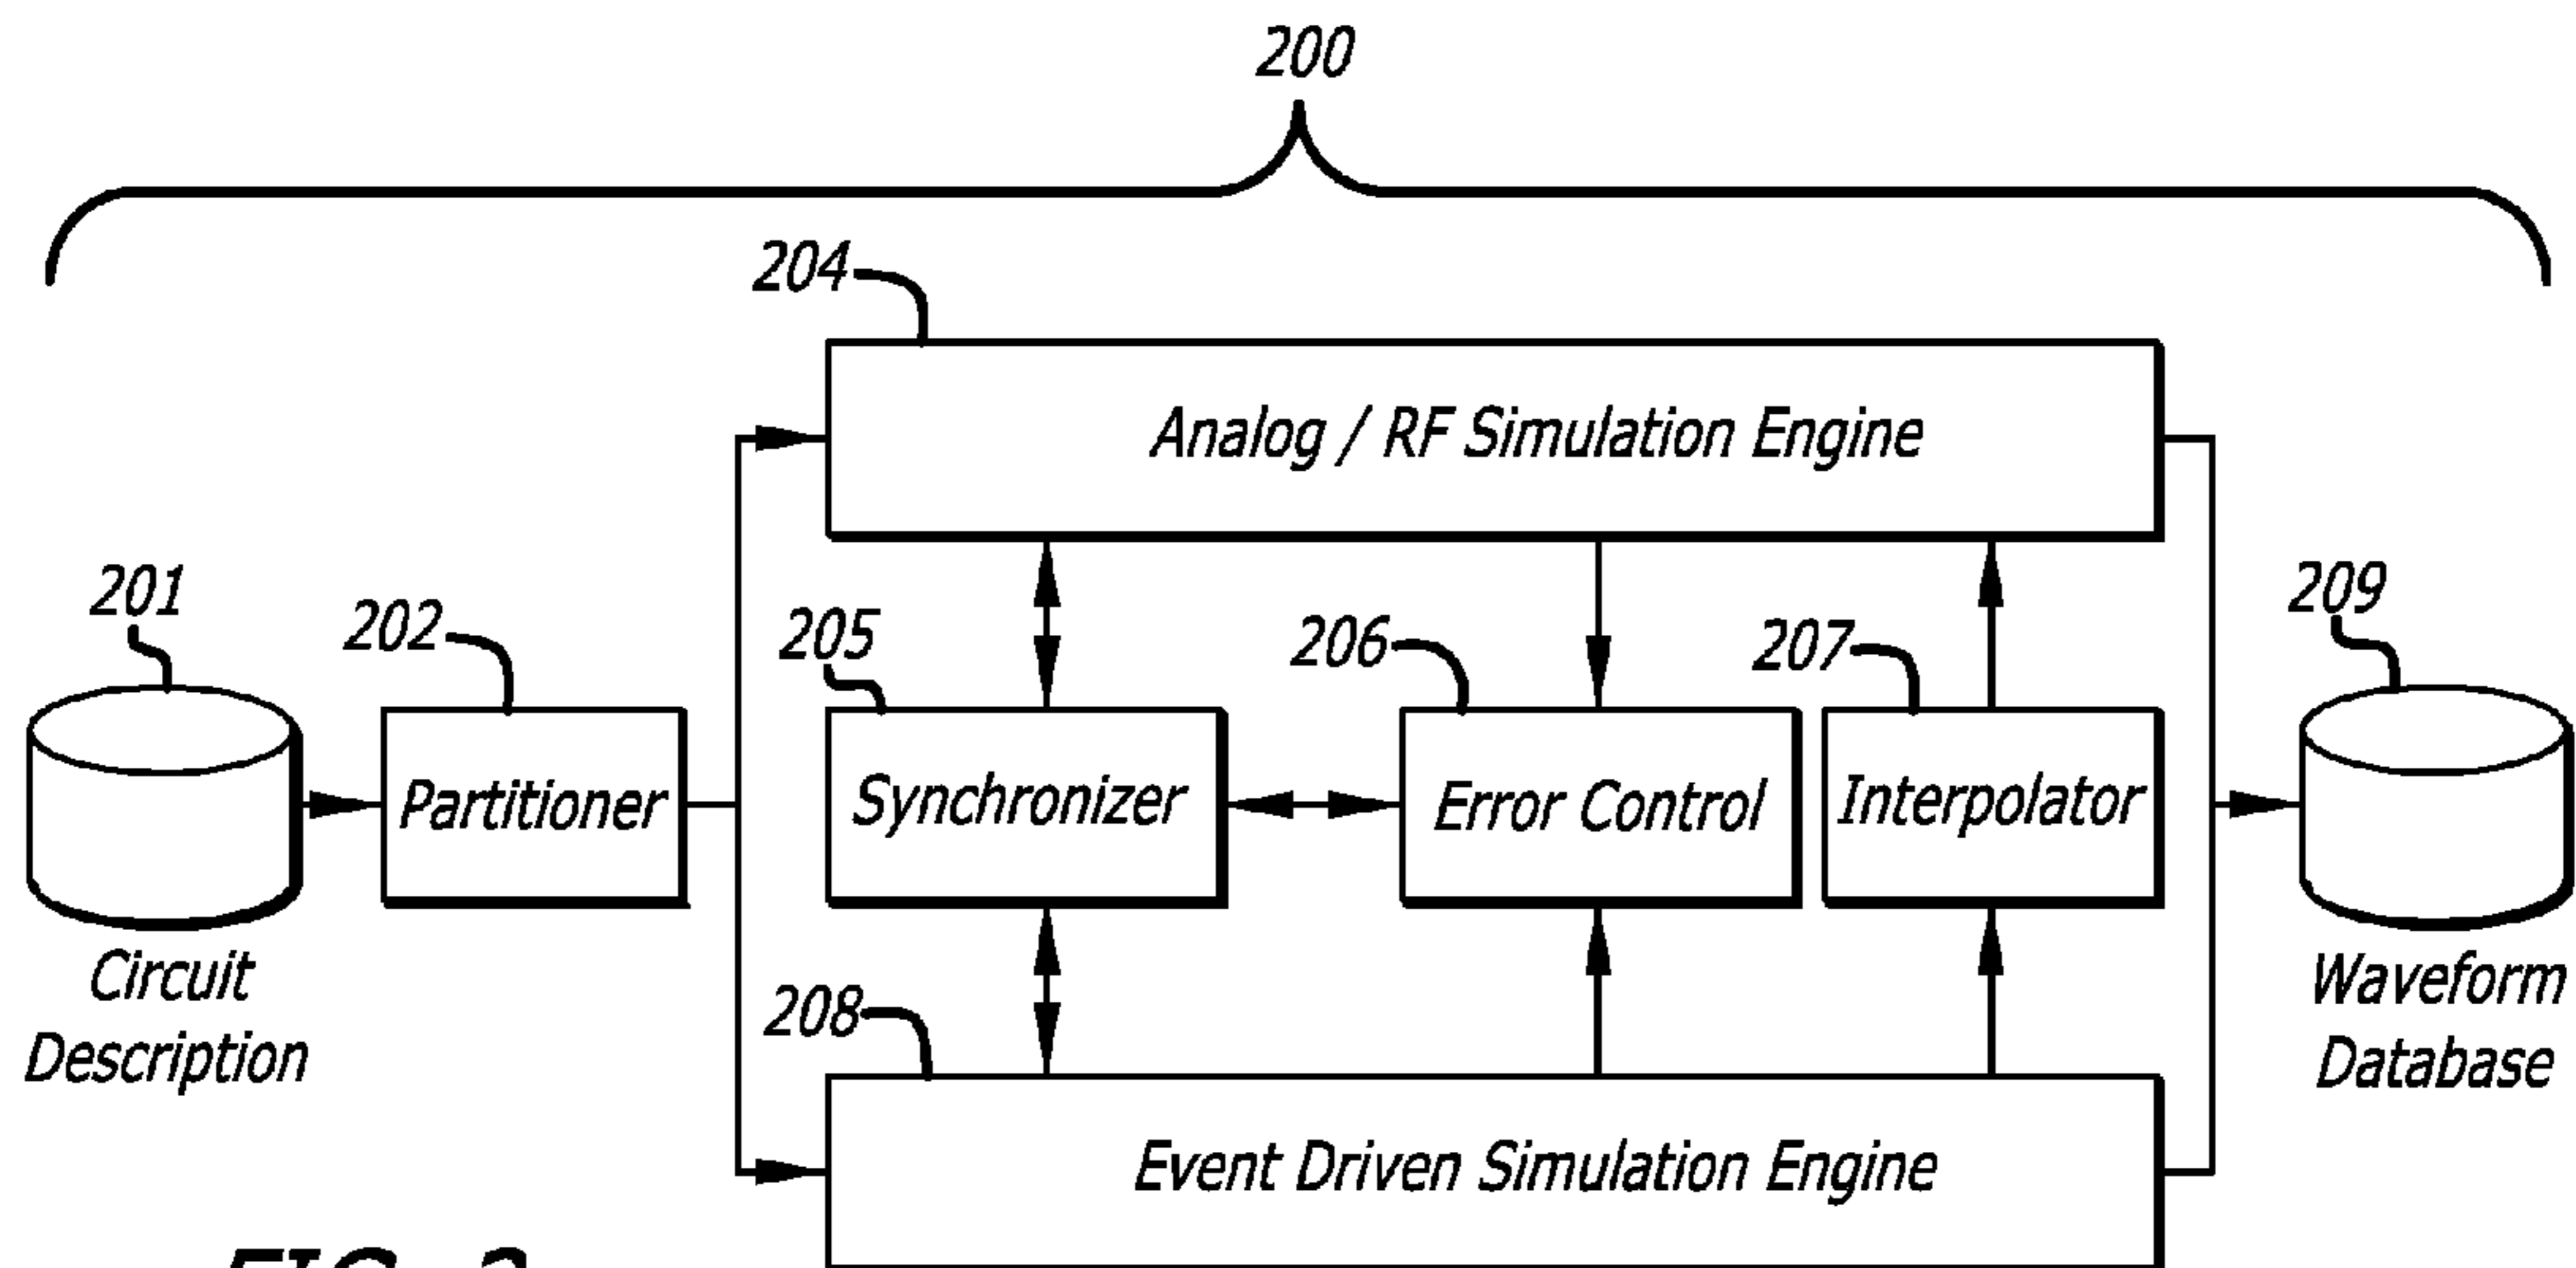 200
204
Analog / RF Simulation Engine
201
202
205
206
207
209
Partitioner
Synchronizer
Error Control
Interpolator
Circuit
Description
Waveform
Database
208
Event Driven Simulation Engine